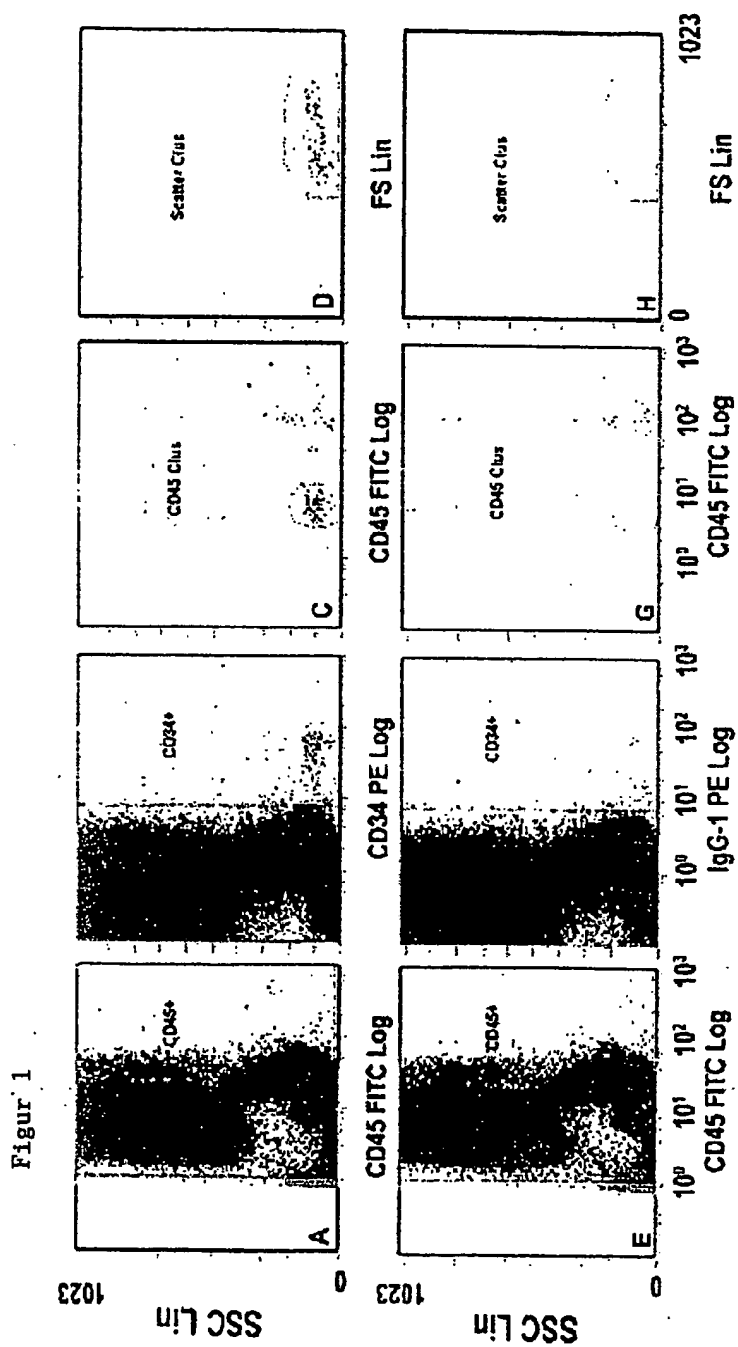 Figur 1
1023
SSC Lin
0
A
CD45+
CD45 FITC Log
CD34+
CD34 PE Log
C
CD45 Clus
CD45 FITC Log
D
Scatter Clus
FS Lin
1023
SSC Lin
0
E
CD45+
10⁰ 10¹ 10² 10³
CD45 FITC Log
CD34+
10⁰ 10¹ 10² 10³
IgG-1 PE Log
G
CD45 Clus
10⁰ 10¹ 10² 10³
CD45 FITC Log
H
Scatter Clus
0 1023
FS Lin